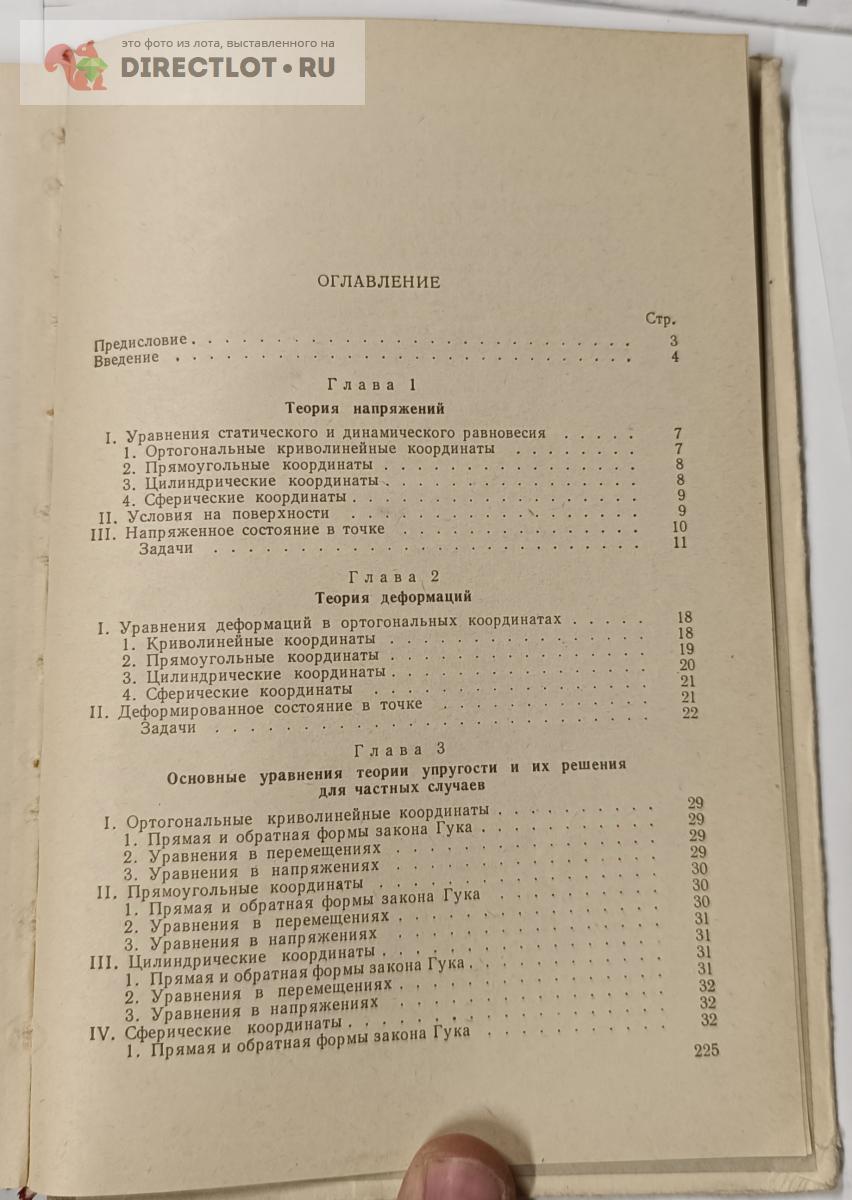 это фото из лота, выставленного на
DIRECTLOT.RU
ОГЛАВЛЕНИЕ
Стр.
Предисловие . . . . . . . . . . . . . . . . . . . . 3
Введение . . . . . . . . . . . . . . . . . . . . 4
Глава 1
Теория напряжений
I. Уравнения статического и динамического равновесия . . . . . 7
1. Ортогональные криволинейные координаты . . . . . . . 7
2. Прямоугольные координаты . . . . . . . . . . . . 8
3. Цилиндрические координаты . . . . . . . . . . . . 8
4. Сферические координаты . . . . . . . . . . . . . 9
II. Условия на поверхности . . . . . . . . . . . . . 9
III. Напряженное состояние в точке . . . . . . . . . . . 10
Задачи . . . . . . . . . . . . . . . . . . . . 11
Глава 2
Теория деформаций
I. Уравнения деформаций в ортогональных координатах . . . . . 18
1. Криволинейные координаты . . . . . . . . . . . . 18
2. Прямоугольные координаты . . . . . . . . . . . . 19
3. Цилиндрические координаты . . . . . . . . . . . . 20
4. Сферические координаты . . . . . . . . . . . . . 21
II. Деформированное состояние в точке . . . . . . . . . . 21
Задачи . . . . . . . . . . . . . . . . . . . . 22
Глава 3
Основные уравнения теории упругости и их решения
для частных случаев
I. Ортогональные криволинейные координаты . . . . . . . . 29
1. Прямая и обратная формы закона Гука . . . . . . . . 29
2. Уравнения в перемещениях . . . . . . . . . . . . 29
3. Уравнения в напряжениях . . . . . . . . . . . . 29
II. Прямоугольные координаты . . . . . . . . . . . . 30
1. Прямая и обратная формы закона Гука . . . . . . . . 30
2. Уравнения в перемещениях . . . . . . . . . . . . 30
3. Уравнения в напряжениях . . . . . . . . . . . . 31
III. Цилиндрические координаты . . . . . . . . . . . . 31
1. Прямая и обратная формы закона Гука . . . . . . . . 31
2. Уравнения в перемещениях . . . . . . . . . . . . 31
3. Уравнения в напряжениях . . . . . . . . . . . . 32
IV. Сферические координаты . . . . . . . . . . . . . 32
1. Прямая и обратная формы закона Гука . . . . . . . . 32
225